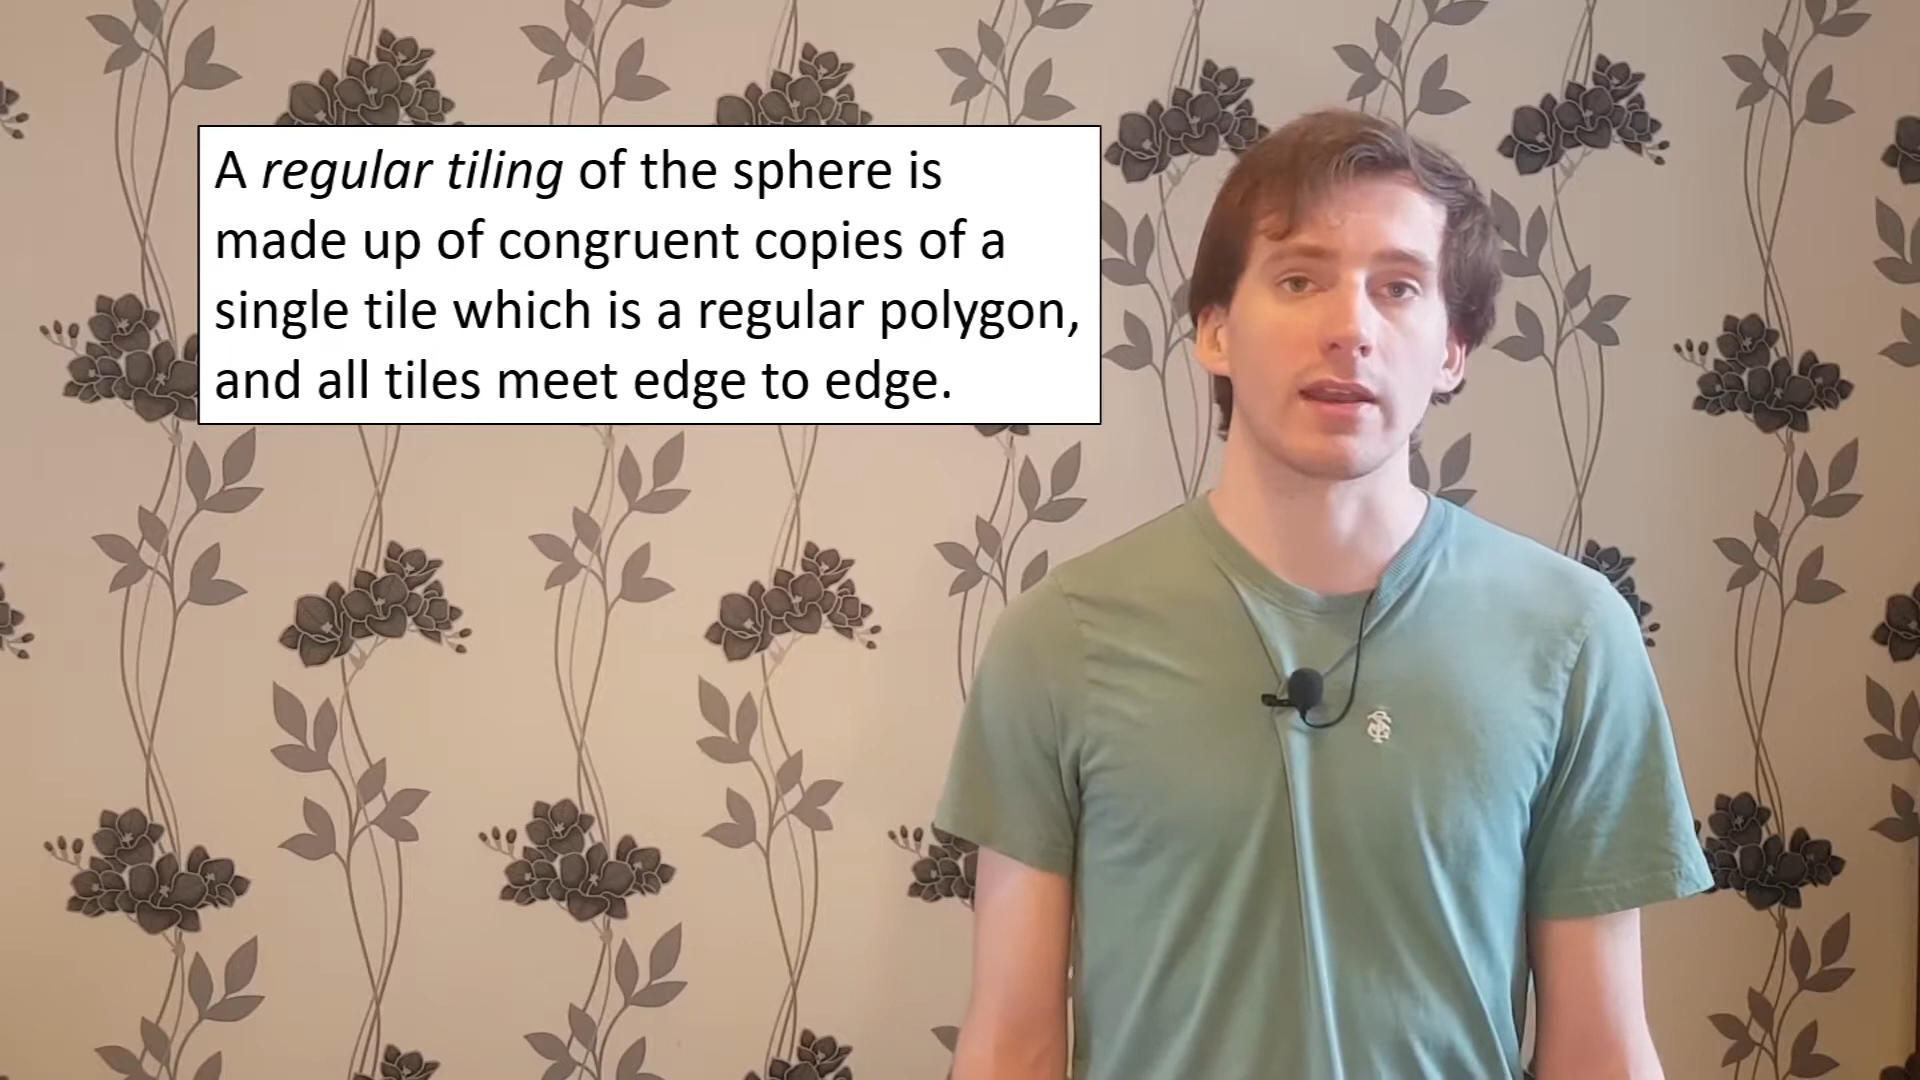 A regular tiling of the sphere is
made up of congruent copies of a
single tile which is a regular polygon,
and all tiles meet edge to edge.